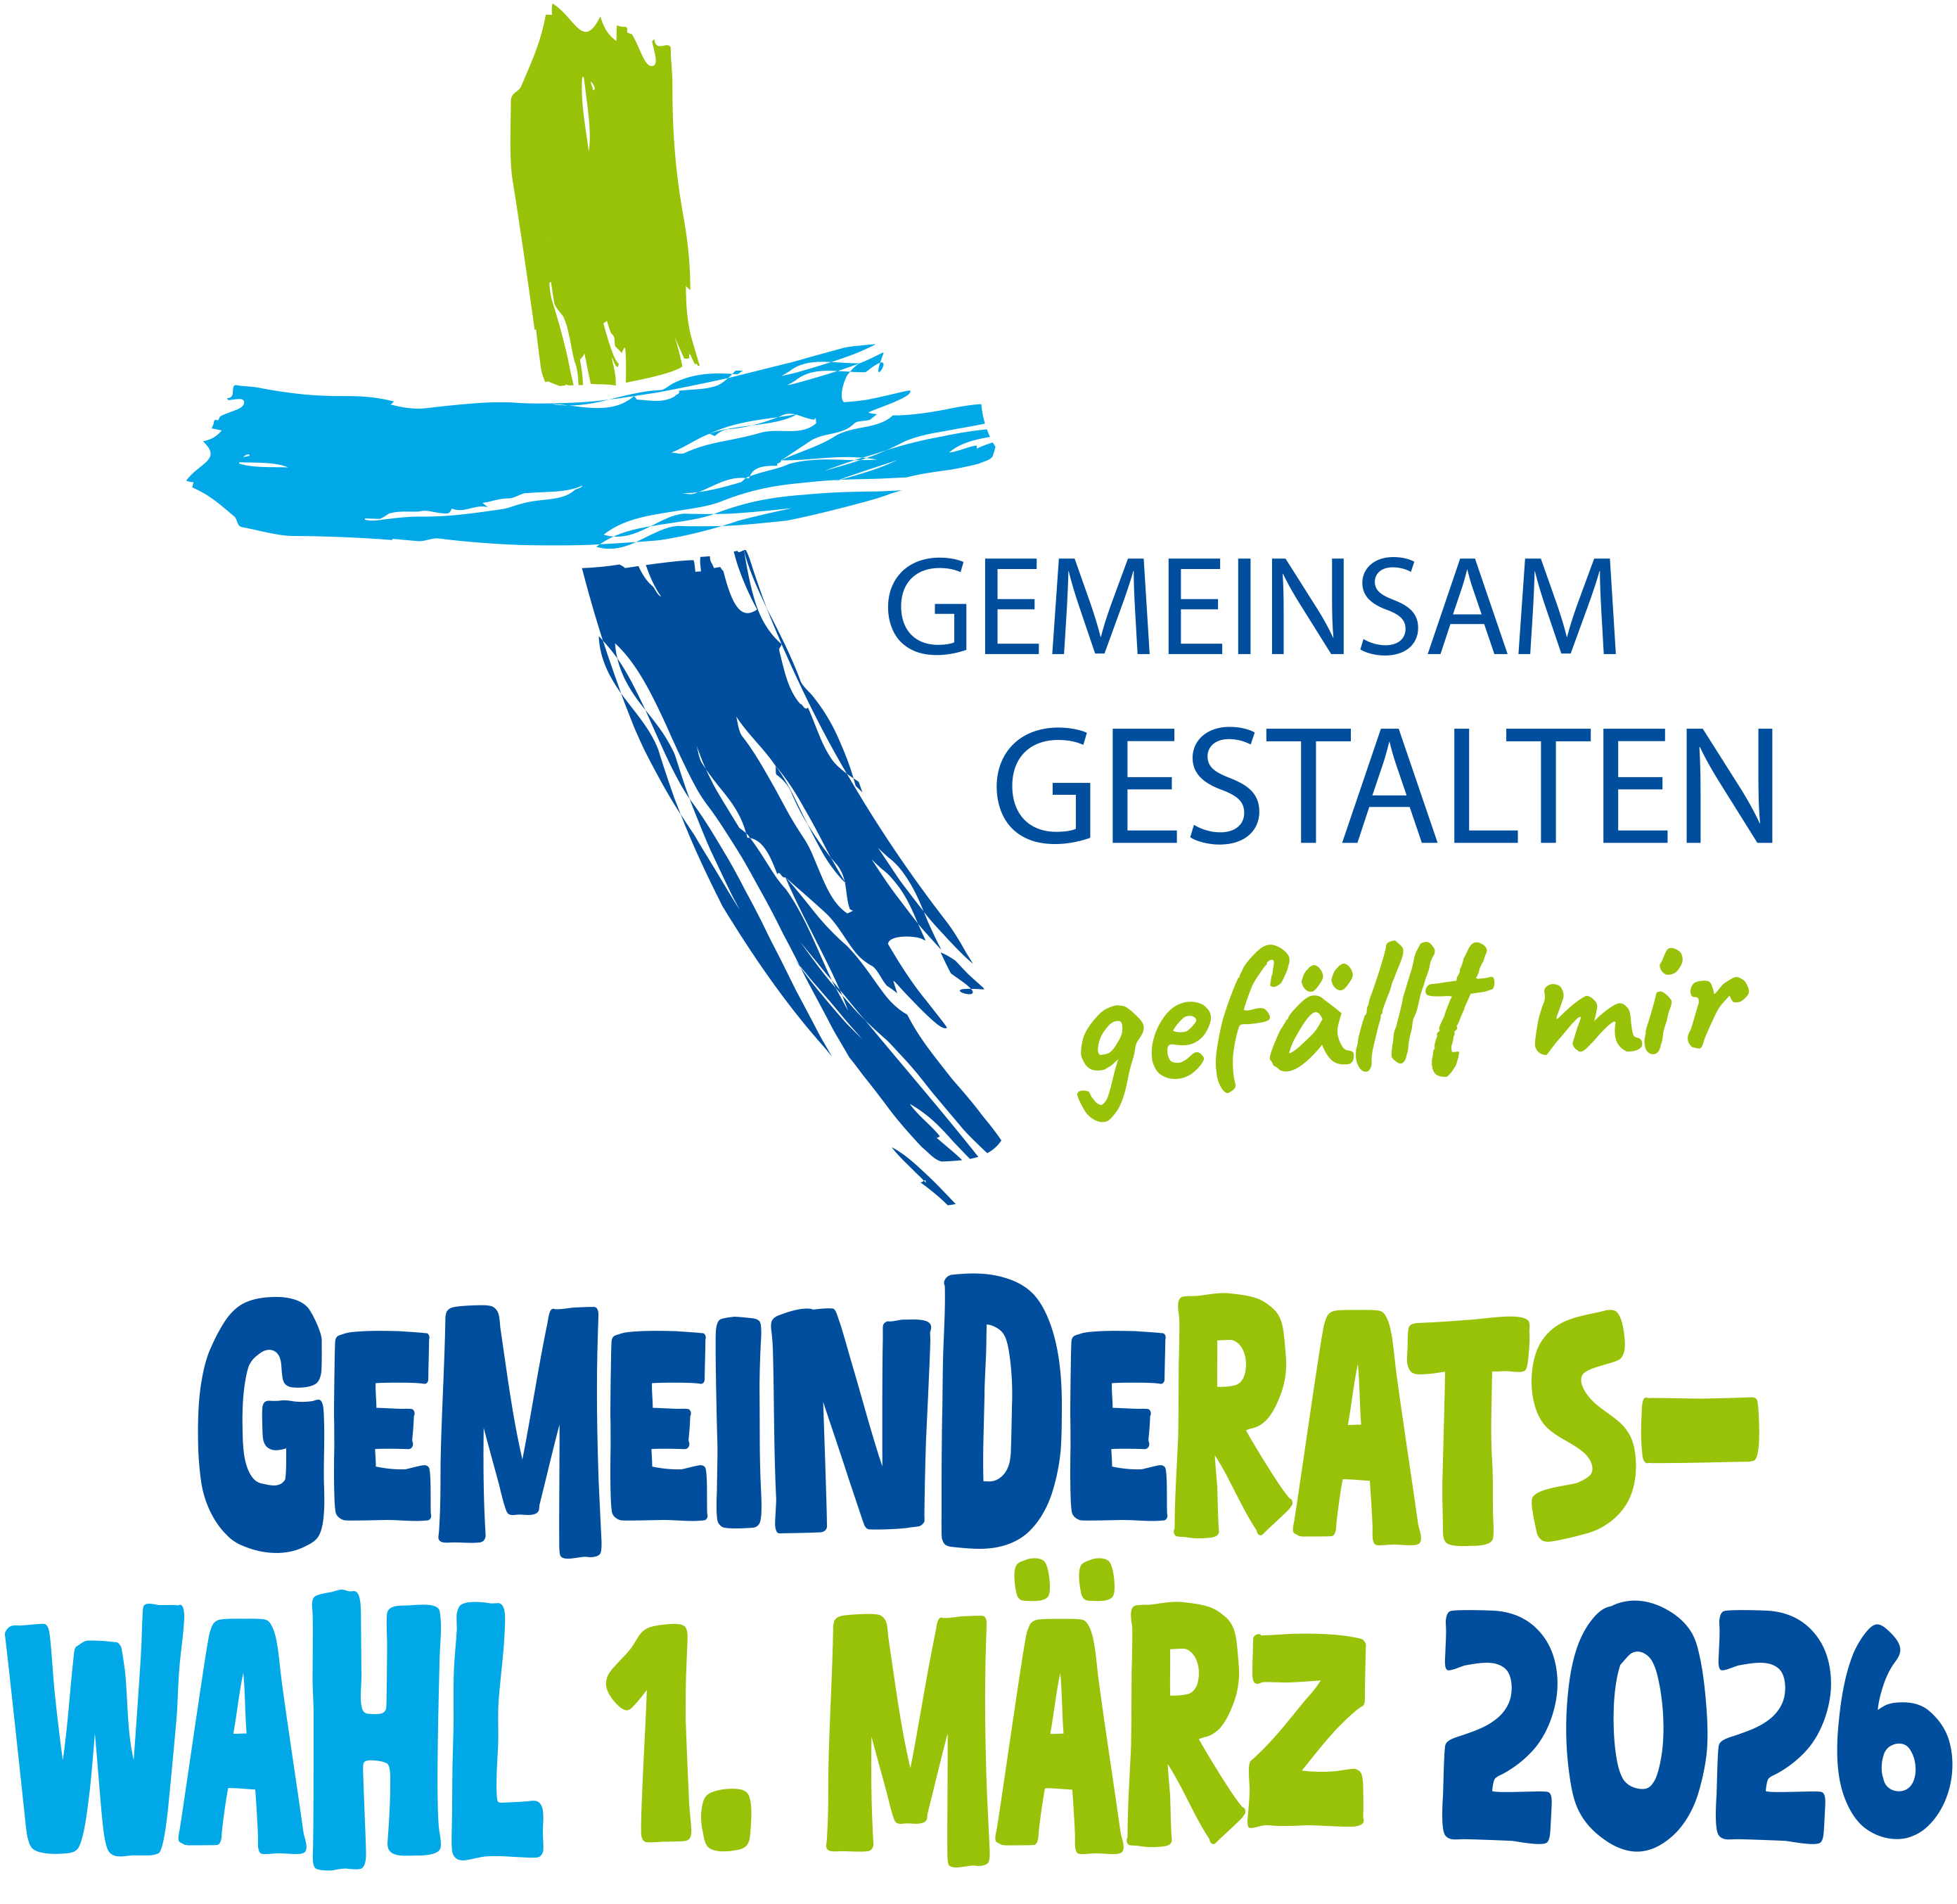 GEMEINSAM
GESTALTEN
gefällt mir
GEMEINDERATS-
WAHL 1. MÄRZ 2026